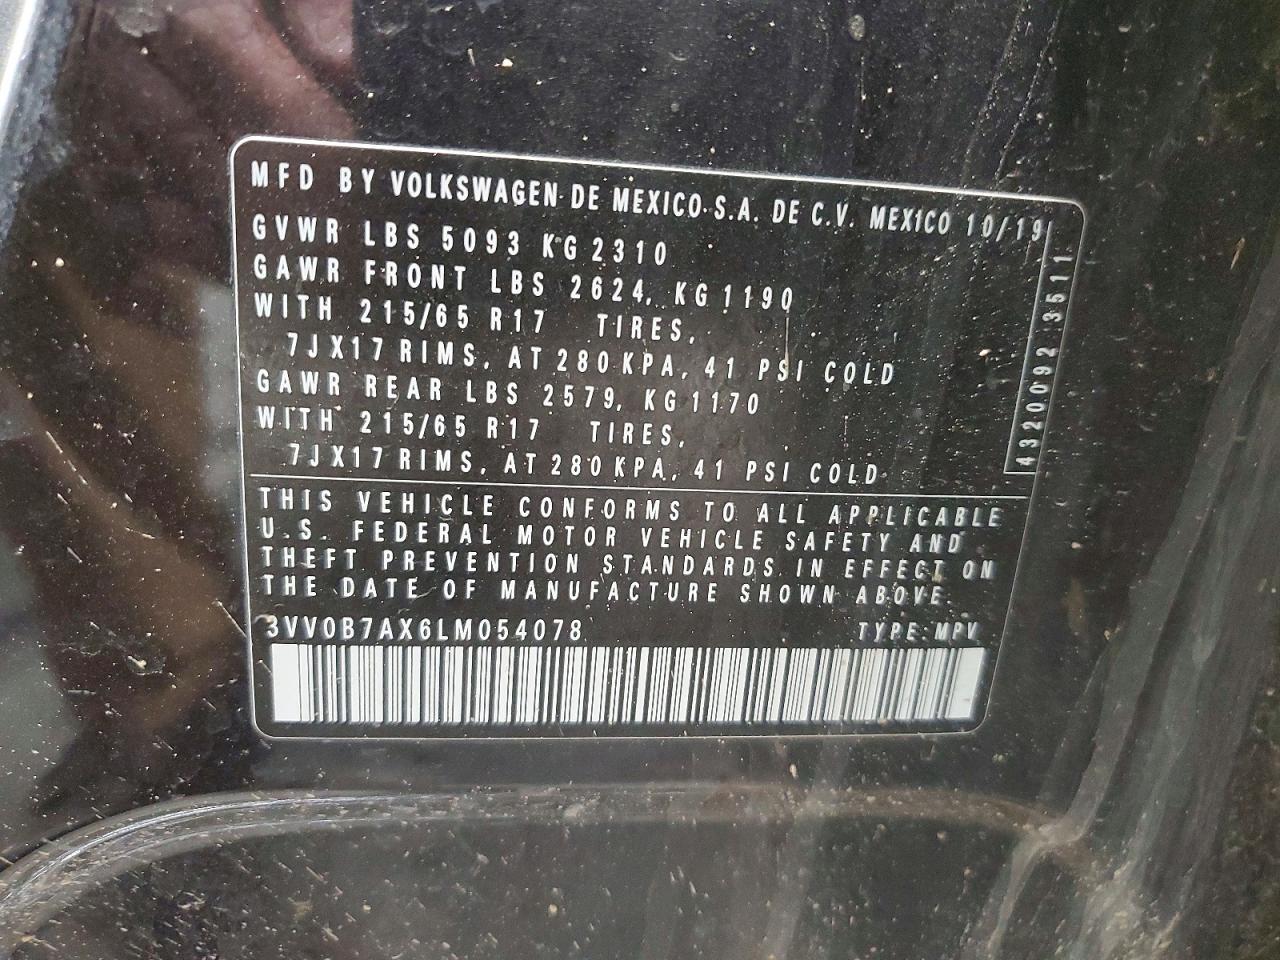 MFD BY VOLKSWAGEN DE MEXICO S.A. DE C.V. MEXICO 10/19
GVWR LBS 5093 KG 2310
GAWR FRONT LBS 2624, KG 1190
WITH 215/65 R17 TIRES,
7JX17 RIMS, AT 280 KPA, 41 PSI COLD
GAWR REAR LBS 2579, KG 1170
WITH 215/65 R17 TIRES,
7JX17 RIMS, AT 280 KPA, 41 PSI COLD
THIS VEHICLE CONFORMS TO ALL APPLICABLE
U.S. FEDERAL MOTOR VEHICLE SAFETY AND
THEFT PREVENTION STANDARDS IN EFFECT ON
THE DATE OF MANUFACTURE SHOWN ABOVE.
3VV0B7AX6LM054078 TYPE: MPV
4320092 3511